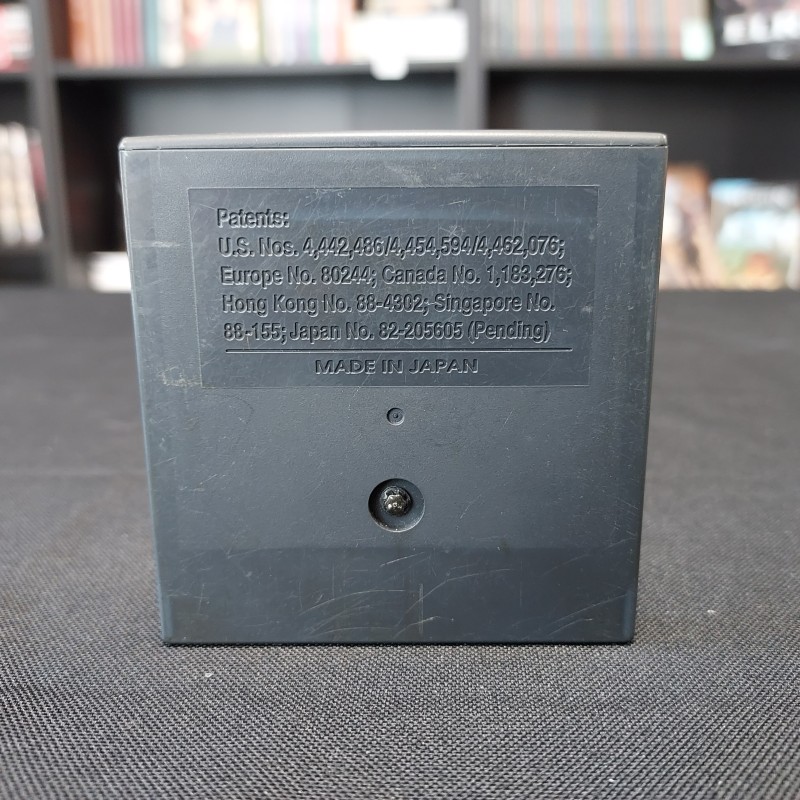 Patents:
U.S. Nos. 4,442,486/4,454,594/4,462,076;
Europe No. 80244; Canada No. 1,183,276;
Hong Kong No. 88-4302; Singapore No.
88-155; Japan No. 82-205605 (Pending)
MADE IN JAPAN